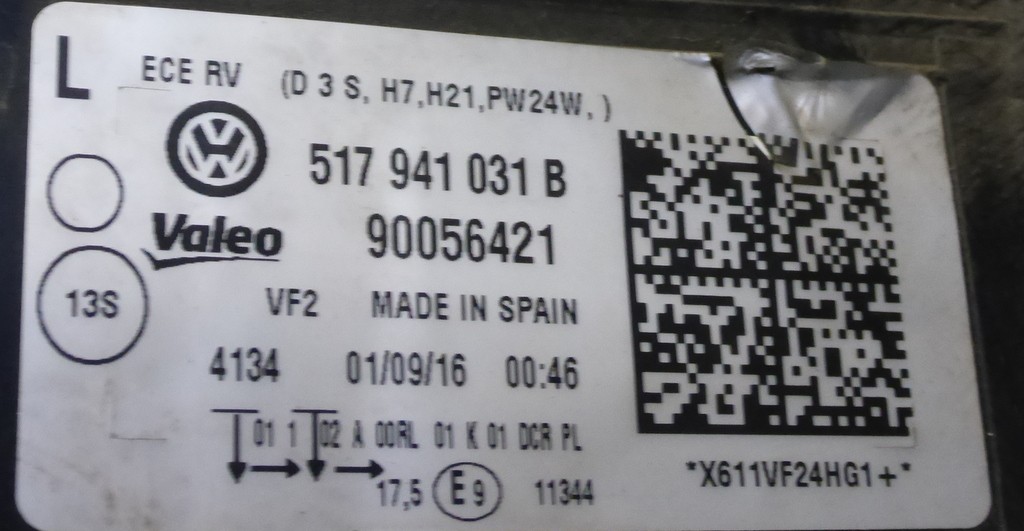 L ECE RV (D 3 S, H7,H21,PW24W, )
517 941 031 B
Valeo 90056421
13S VF2 MADE IN SPAIN
4134 01/09/16 00:46
01 1 02 A 00RL 01 K 01 DCR PL
17,5 E9 11344
*X611VF24HG1+*